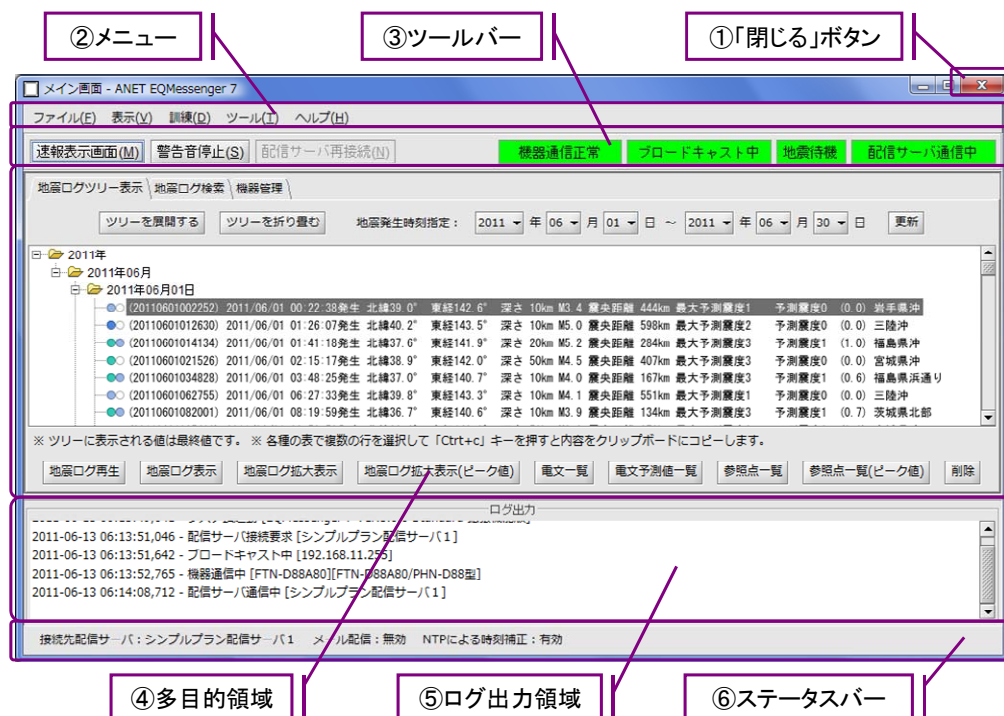 ②メニュー
③ツールバー
①「閉じる」ボタン
メイン画面 - ANET EQMessenger 7
ファイル(F) 表示(V) 訓練(D) ツール(T) ヘルプ(H)
速報表示画面(M) 警告音停止(S) 配信サーバ再接続(N) 機器通信正常 ブロードキャスト中 地震待機 配信サーバ通信中
地震ログツリー表示 地震ログ検索 機器管理
ツリーを展開する ツリーを折り畳む 地震発生時刻指定： 2011 年 06 月 01 日 ～ 2011 年 06 月 30 日 更新
2011年
2011年06月
2011年06月01日
(20110601002252) 2011/06/01 00:22:38発生 北緯39.0° 東経142.6° 深さ 10km M3.4 震央距離 444km 最大予測震度1 予測震度0 (0.0) 岩手県沖
(20110601012630) 2011/06/01 01:26:07発生 北緯40.2° 東経143.5° 深さ 10km M5.0 震央距離 598km 最大予測震度2 予測震度0 (0.0) 三陸沖
(20110601014134) 2011/06/01 01:41:18発生 北緯37.6° 東経141.9° 深さ 20km M5.2 震央距離 284km 最大予測震度3 予測震度1 (1.0) 福島県沖
(20110601021526) 2011/06/01 02:15:17発生 北緯38.9° 東経142.0° 深さ 50km M4.5 震央距離 407km 最大予測震度3 予測震度0 (0.0) 宮城県沖
(20110601034828) 2011/06/01 03:48:25発生 北緯37.0° 東経140.7° 深さ 10km M4.0 震央距離 167km 最大予測震度3 予測震度1 (0.6) 福島県浜通り
(20110601062755) 2011/06/01 06:27:33発生 北緯39.8° 東経143.3° 深さ 10km M4.1 震央距離 551km 最大予測震度1 予測震度0 (0.0) 三陸沖
(20110601082001) 2011/06/01 08:19:59発生 北緯36.7° 東経140.6° 深さ 10km M3.9 震央距離 134km 最大予測震度3 予測震度1 (0.7) 茨城県北部
※ ツリーに表示される値は最終値です。 ※ 各種の表で複数の行を選択して「Ctrt+c」キーを押すと内容をクリップボードにコピーします。
地震ログ再生 地震ログ表示 地震ログ拡大表示 地震ログ拡大表示(ピーク値) 電文一覧 電文予測値一覧 参照点一覧 参照点一覧(ピーク値) 削除
ログ出力
2011-06-13 06:13:51,046 - 配信サーバ接続要求 [シンプルプラン配信サーバ1]
2011-06-13 06:13:51,642 - ブロードキャスト中 [192.168.11.255]
2011-06-13 06:13:52,765 - 機器通信中 [FTN-D88A80][FTN-D88A80/PHN-D88型]
2011-06-13 06:14:08,712 - 配信サーバ通信中 [シンプルプラン配信サーバ1]
接続先配信サーバ：シンプルプラン配信サーバ1 メール配信：無効 NTPによる時刻補正：有効
④多目的領域
⑤ログ出力領域
⑥ステータスバー